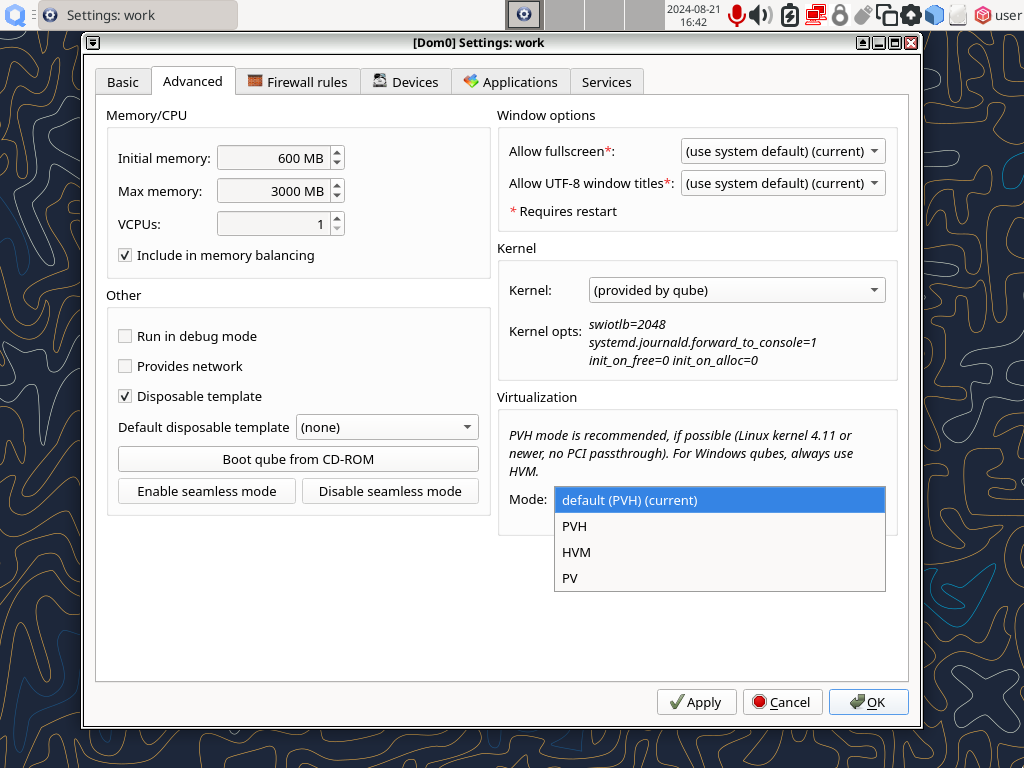 Settings: work
2024-08-21
16:42
user
[Dom0] Settings: work
Basic
Advanced
Firewall rules
Devices
Applications
Services
Memory/CPU
Initial memory: 600 MB
Max memory: 3000 MB
VCPUs: 1
Include in memory balancing
Other
Run in debug mode
Provides network
Disposable template
Default disposable template (none)
Boot qube from CD-ROM
Enable seamless mode
Disable seamless mode
Window options
Allow fullscreen*: (use system default) (current)
Allow UTF-8 window titles*: (use system default) (current)
* Requires restart
Kernel
Kernel: (provided by qube)
Kernel opts: swiotlb=2048
systemd.journald.forward_to_console=1
init_on_free=0 init_on_alloc=0
Virtualization
PVH mode is recommended, if possible (Linux kernel 4.11 or
newer, no PCI passthrough). For Windows qubes, always use
HVM.
Mode: default (PVH) (current)
PVH
HVM
PV
Apply
Cancel
OK